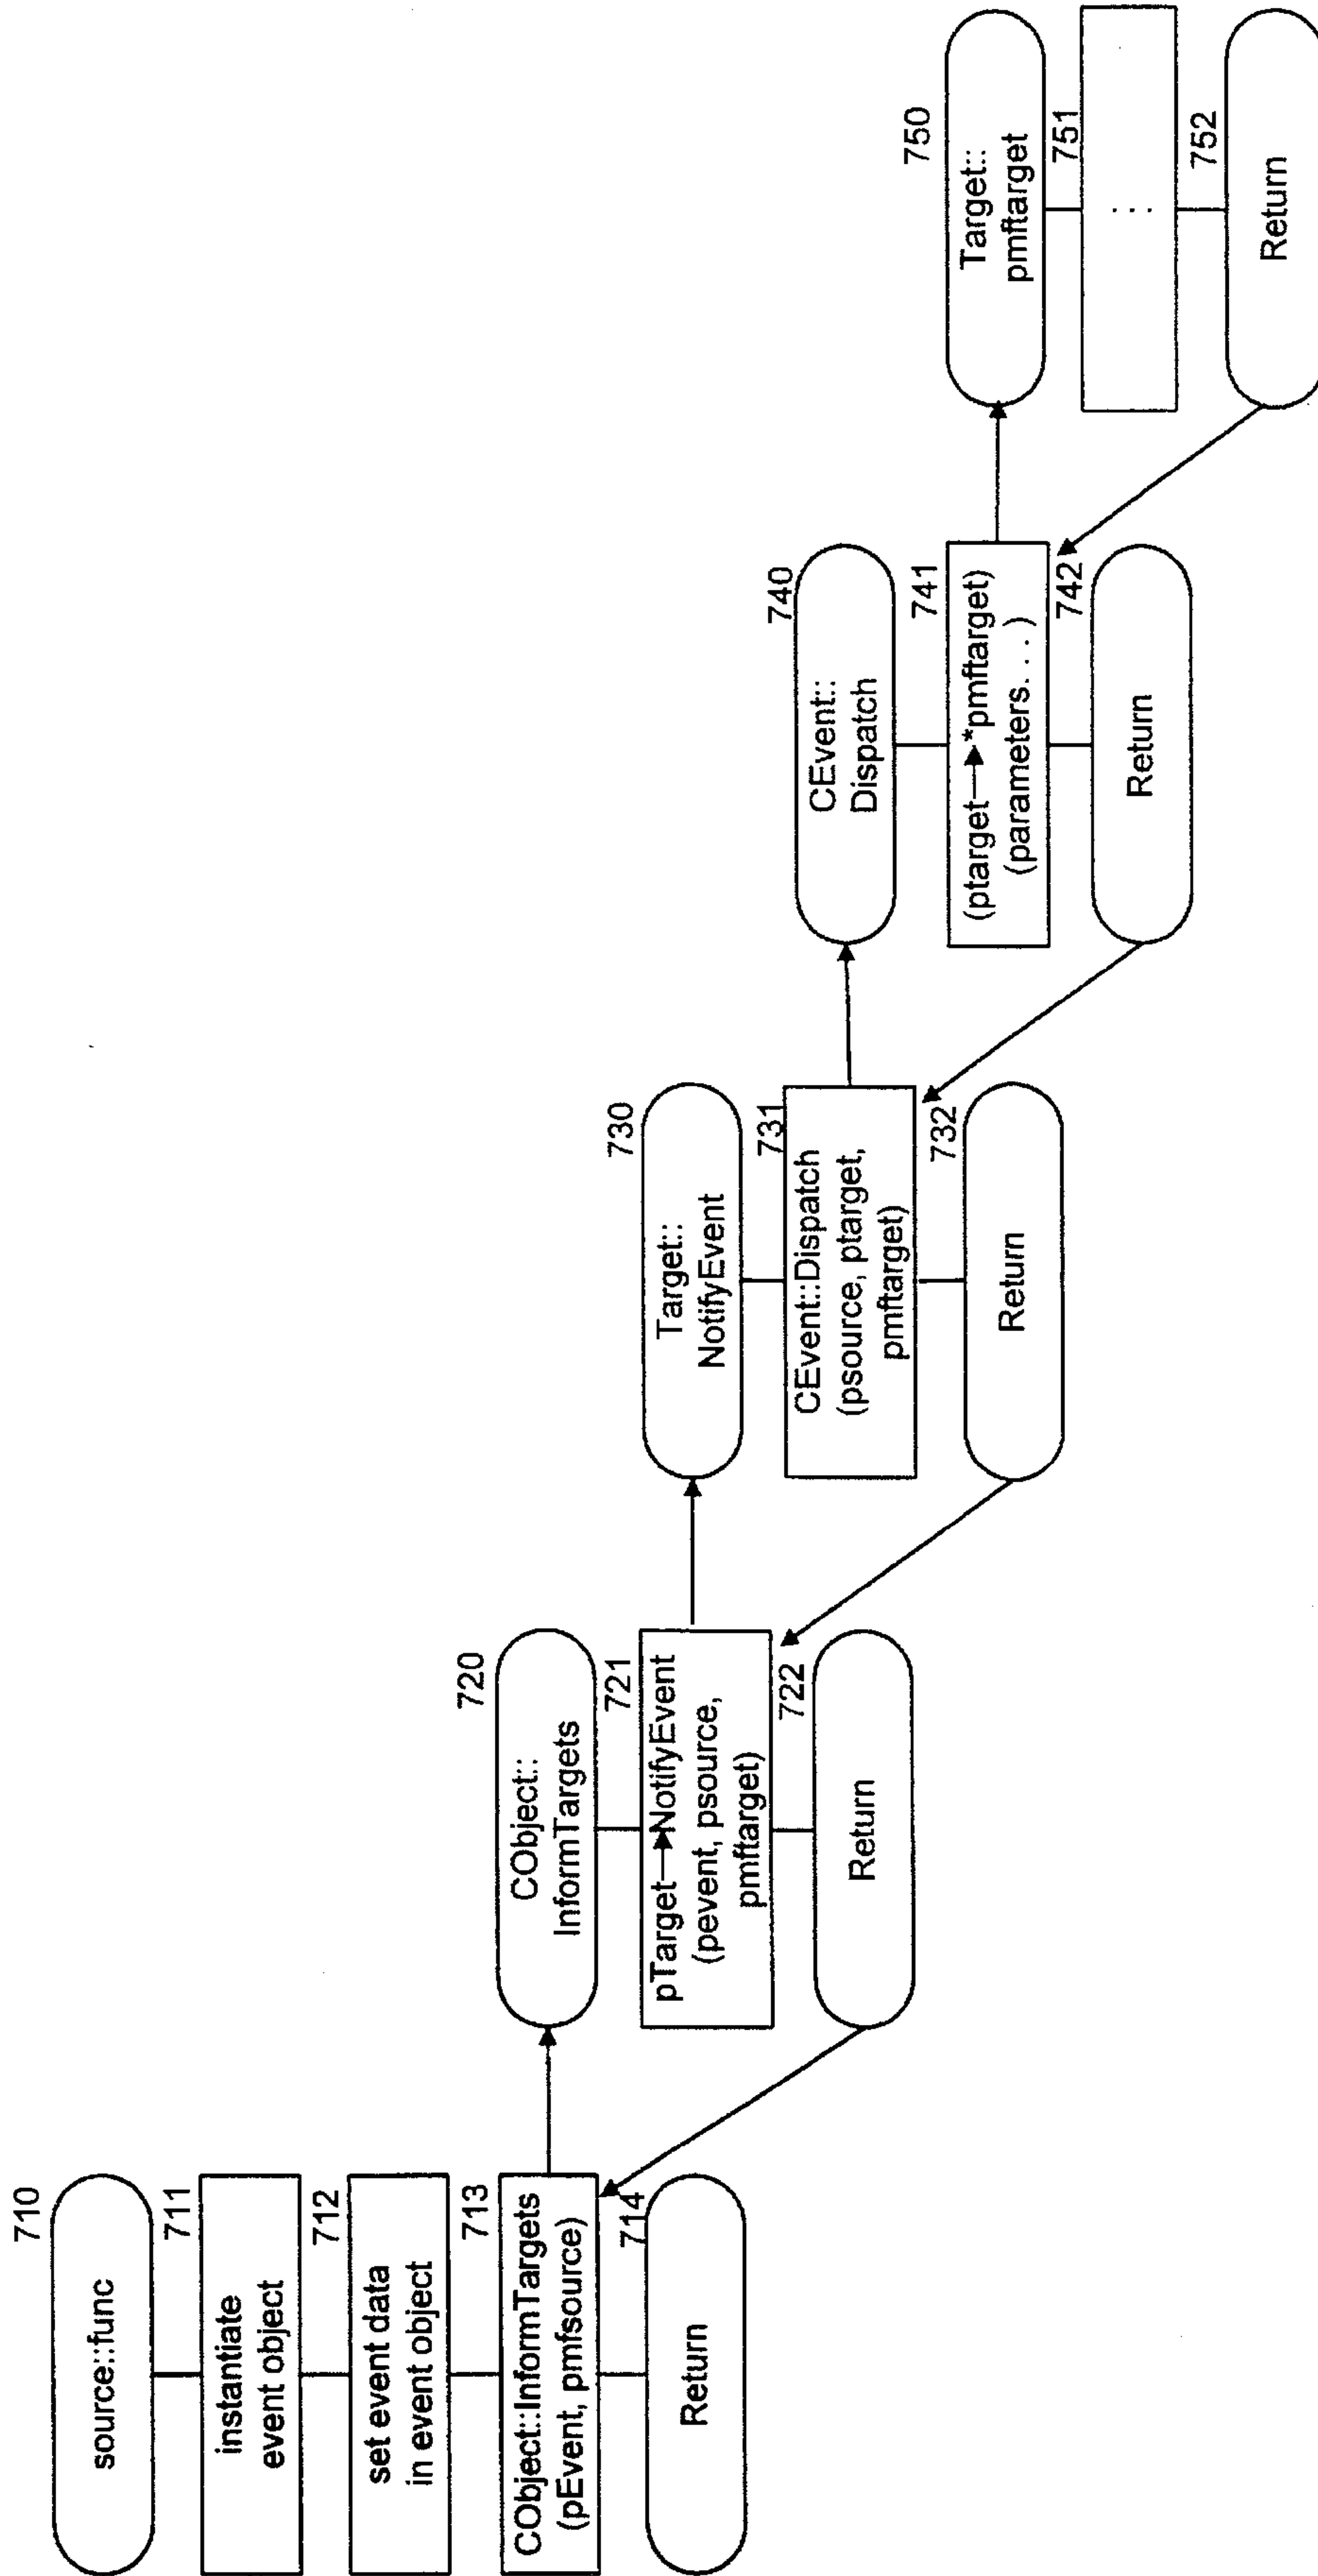 710
source::func
711
instantiate
event object
712
set event data
in event object
713
CObject::InformTargets
(pEvent, pmfsource)
714
Return
720
CObject::
InformTargets
721
pTarget→NotifyEvent
(pevent, psource,
pmftarget)
722
Return
730
Target::
NotifyEvent
731
CEvent::Dispatch
(psource, ptarget,
pmftarget)
732
Return
740
CEvent::
Dispatch
741
(ptarget→*pmftarget)
(parameters. . . )
742
Return
750
Target::
pmftarget
751
. . .
752
Return